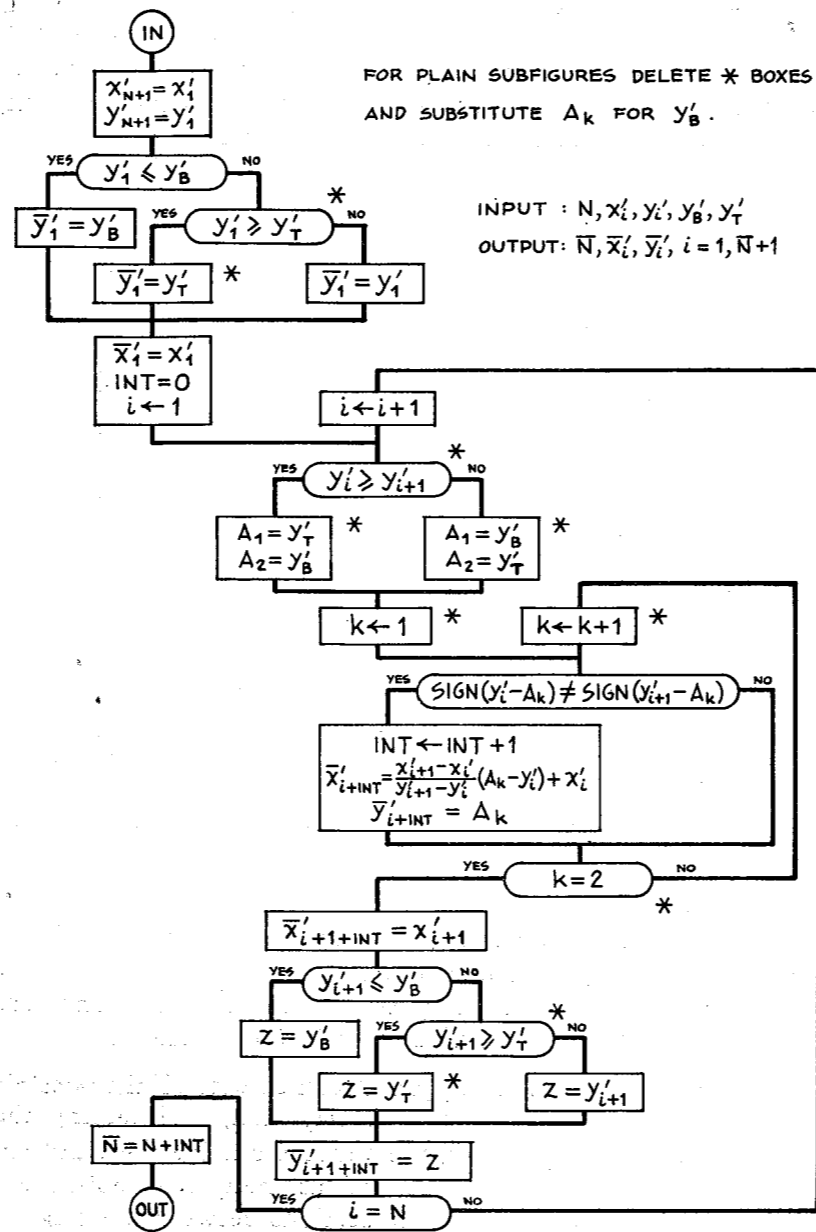 IN
x'N+1 = x'1
y'N+1 = y'1
FOR PLAIN SUBFIGURES DELETE * BOXES
AND SUBSTITUTE Ak FOR y'B .
YES y'1 ⩽ y'B NO
*
INPUT : N, x'i, y'i, y'B, y'T
OUTPUT: N̄, x̄'i, ȳ'i, i = 1, N̄+1
ȳ'1 = y'B
YES y'1 ⩾ y'T NO
ȳ'1 = y'T *
ȳ'1 = y'1
x̄'1 = x'1
INT = 0
i ← 1
i ← i+1
*
YES y'i ⩾ y'i+1 NO
A1 = y'T *
A2 = y'B
A1 = y'B *
A2 = y'T
k ← 1 *
k ← k+1 *
YES SIGN(y'i - Ak) ≠ SIGN(y'i+1 - Ak) NO
INT ← INT + 1
x̄'i+INT = (x'i+1 - x'i)/(y'i+1 - y'i) (Ak - y'i) + x'i
ȳ'i+INT = Ak
YES k = 2 NO
*
x̄'i+1+INT = x'i+1
YES y'i+1 ⩽ y'B NO
*
z = y'B
YES y'i+1 ⩾ y'T NO
z = y'T *
z = y'i+1
N̄ = N + INT
ȳ'i+1+INT = z
OUT
YES i = N NO